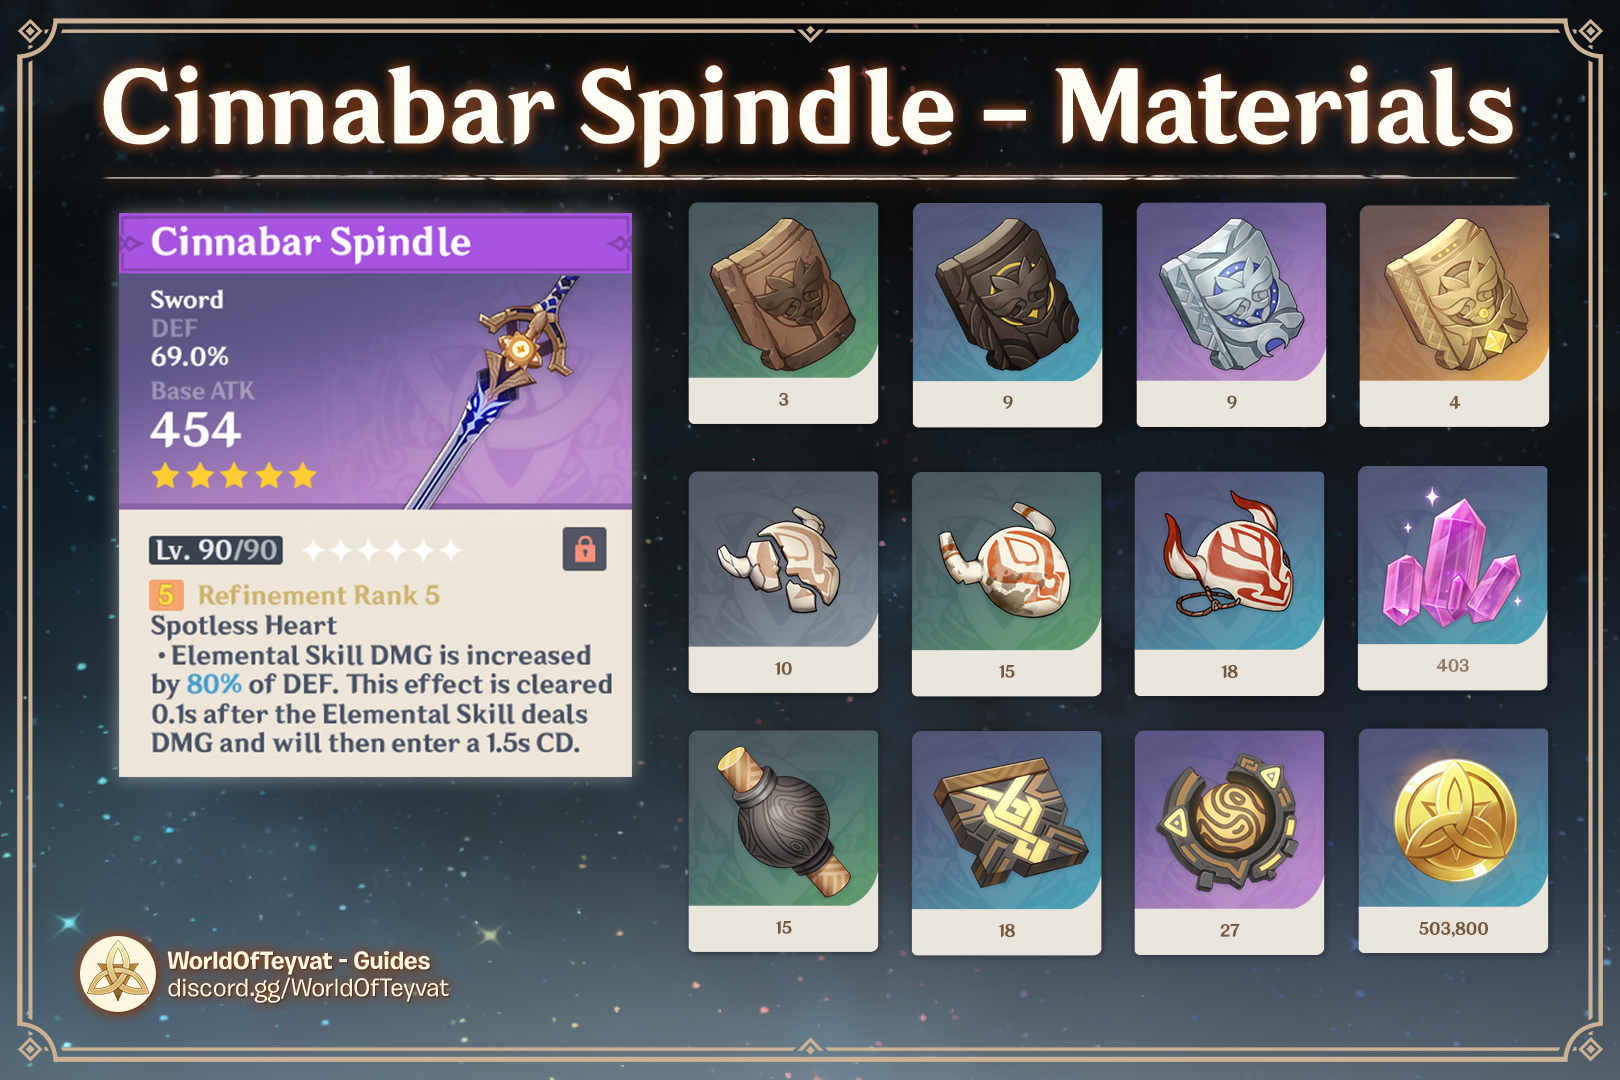 Cinnabar Spindle - Materials
Cinnabar Spindle
Sword
DEF
69.0%
Base ATK
454
Lv. 90/90
5 Refinement Rank 5
Spotless Heart
• Elemental Skill DMG is increased
by 80% of DEF. This effect is cleared
0.1s after the Elemental Skill deals
DMG and will then enter a 1.5s CD.
3
9
9
4
10
15
18
403
15
18
27
503,800
WorldOfTeyvat - Guides
discord.gg/WorldOfTeyvat